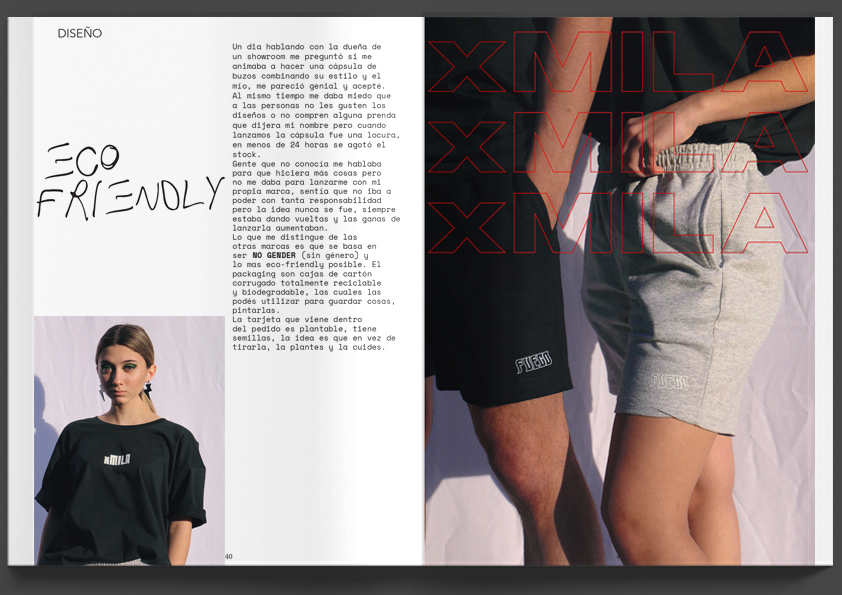 DISEÑO
ECO
FRIENDLY
Un día hablando con la dueña de
un showroom me preguntó si me
animaba a hacer una cápsula de
buzos combinando su estilo y el
mío, me pareció genial y acepté.
Al mismo tiempo me daba miedo que
a las personas no les gusten los
diseños o no compren alguna prenda
que dijera mi nombre pero cuando
lanzamos la cápsula fue una locura,
en menos de 24 horas se agotó el
stock.
Gente que no conocía me hablaba
para que hiciera más cosas pero
no me daba para lanzarme con mi
propia marca, sentía que no iba a
poder con tanta responsabilidad
pero la idea nunca se fue, siempre
estaba dando vueltas y las ganas de
lanzarla aumentaban.
Lo que me distingue de las
otras marcas es que se basa en
ser NO GENDER (sin género) y
lo mas eco-friendly posible. El
packaging son cajas de cartón
corrugado totalmente reciclable
y biodegradable, las cuales las
podés utilizar para guardar cosas,
pintarlas.
La tarjeta que viene dentro
del pedido es plantable, tiene
semillas, la idea es que en vez de
tirarla, la plantes y la cuides.
xMILA
40
xMILA
xMILA
xMILA
FUEGO
FUEGO